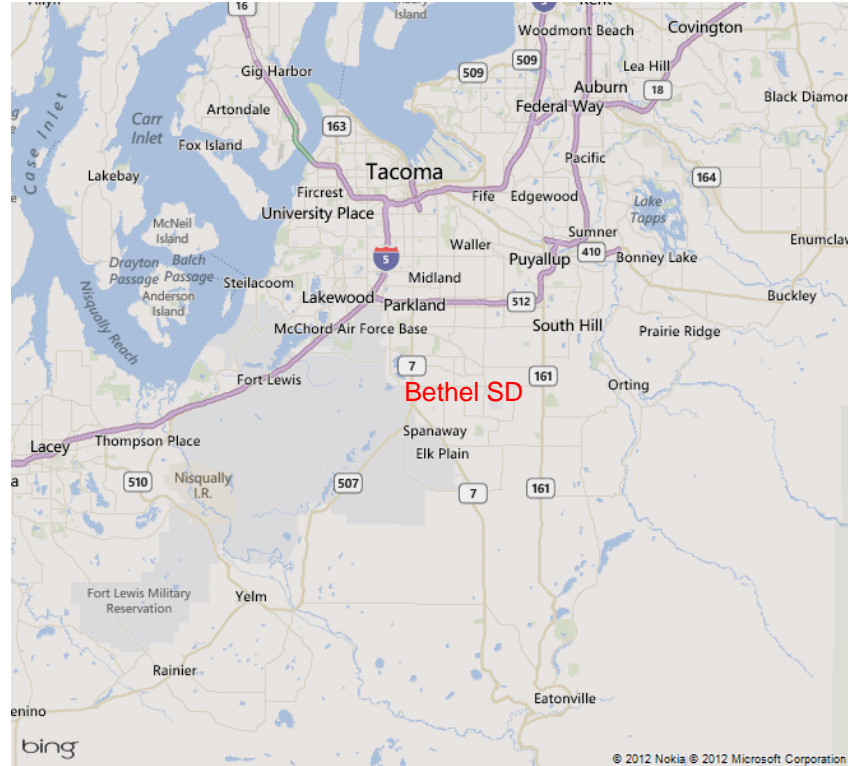 16
Island
Kent
Covington
Woodmont Beach
509
Gig Harbor
509
Lea Hill
Auburn
18
Black Diamon
Artondale
Federal Way
Carr
Inlet
163
Case Inlet
Fox Island
Pacific
Tacoma
164
Lakebay
Fircrest
Fife
Edgewood
University Place
Lake
Tapps
McNeil
Island
Sumner
Enumclaw
Waller
410
5
Puyallup
Bonney Lake
Drayton
Passage
Balch
Passage
Midland
Steilacoom
Anderson
Island
Lakewood
Parkland
512
Buckley
Nisqually Reach
McChord Air Force Base
South Hill
Prairie Ridge
7
Fort Lewis
161
Orting
Bethel SD
Spanaway
Thompson Place
Lacey
Elk Plain
Nisqually
I.R.
510
507
7
161
Fort Lewis Military
Reservation
Yelm
Rainier
Eatonville
enino
bing
© 2012 Nokia © 2012 Microsoft Corporation